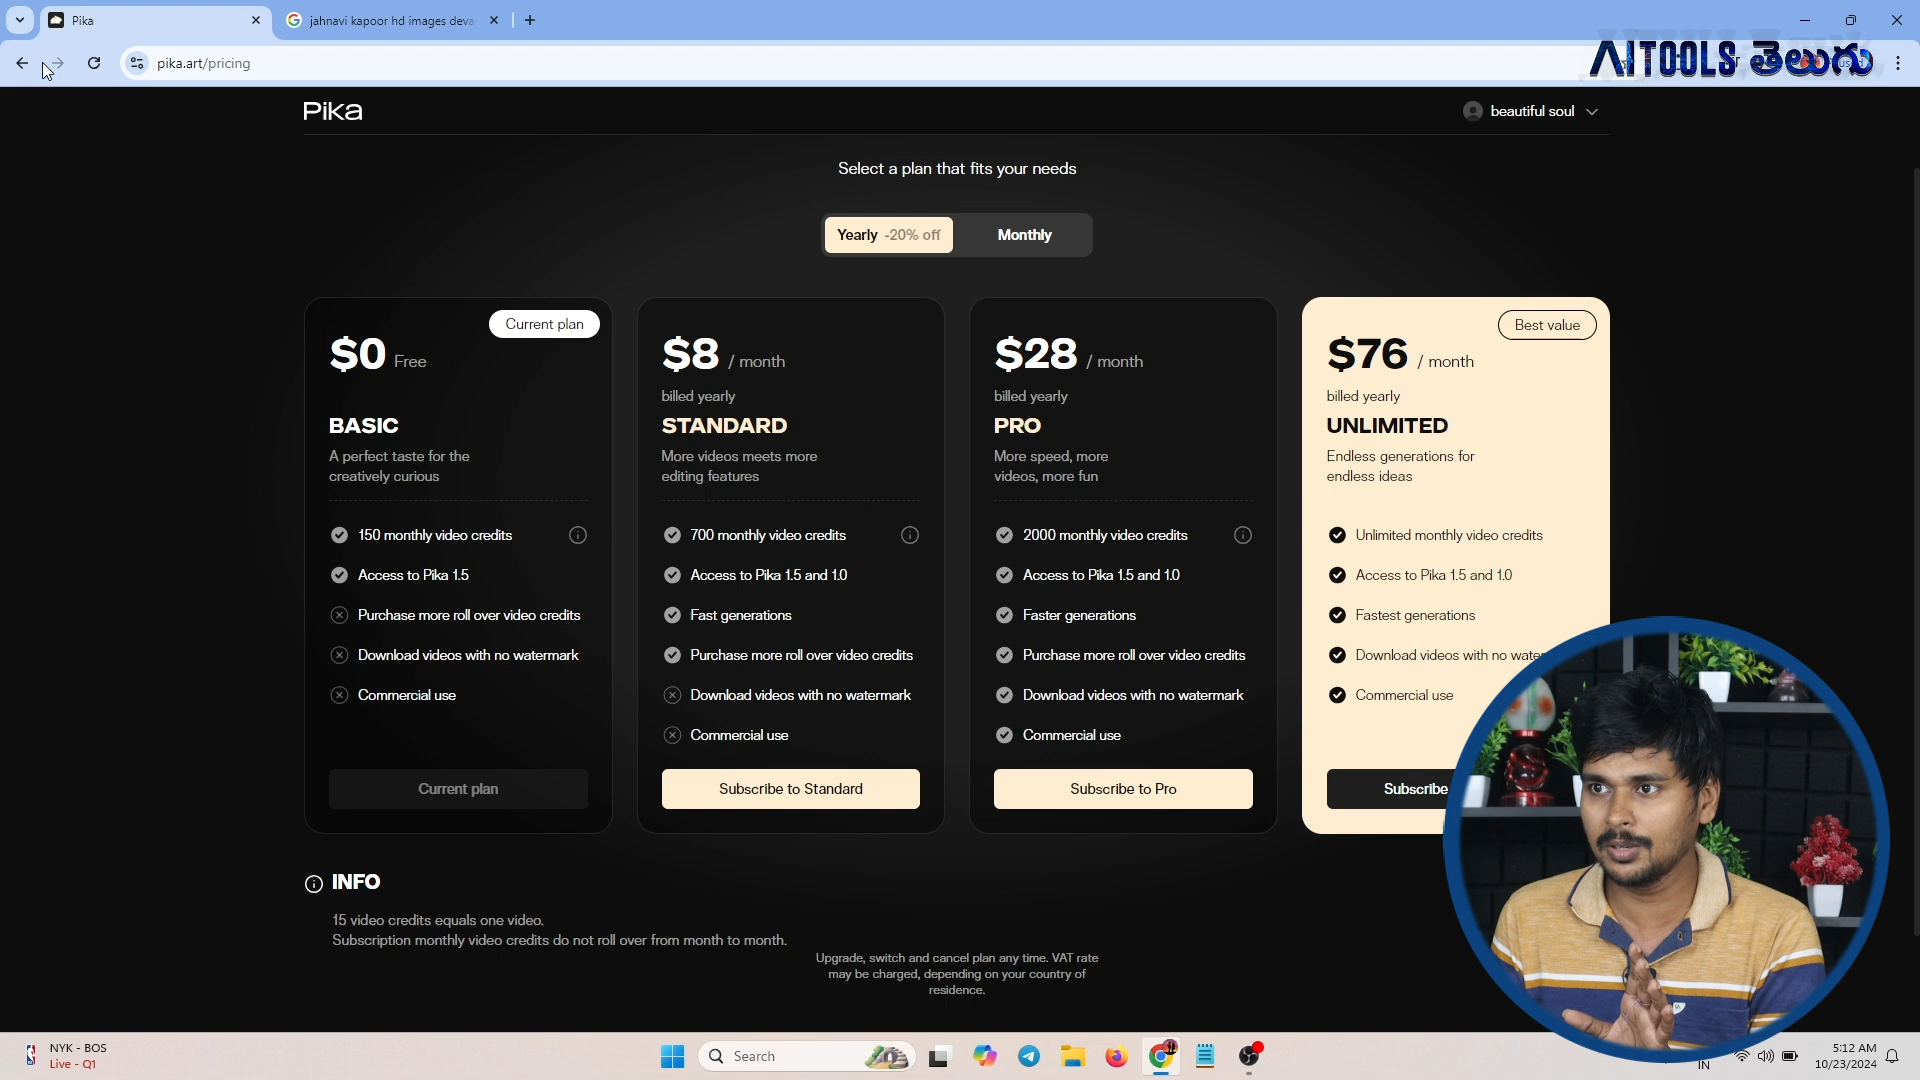 Pika
jahnavi kapoor hd images deva
pika.art/pricing
AITOOLS తెలుగు
Pika
beautiful soul
Select a plan that fits your needs
Yearly -20% off
Monthly
Current plan
$0 Free
BASIC
A perfect taste for the
creatively curious
150 monthly video credits
Access to Pika 1.5
Purchase more roll over video credits
Download videos with no watermark
Commercial use
Current plan
$8 / month
billed yearly
STANDARD
More videos meets more
editing features
700 monthly video credits
Access to Pika 1.5 and 1.0
Fast generations
Purchase more roll over video credits
Download videos with no watermark
Commercial use
Subscribe to Standard
$28 / month
billed yearly
PRO
More speed, more
videos, more fun
2000 monthly video credits
Access to Pika 1.5 and 1.0
Faster generations
Purchase more roll over video credits
Download videos with no watermark
Commercial use
Subscribe to Pro
Best value
$76 / month
billed yearly
UNLIMITED
Endless generations for
endless ideas
Unlimited monthly video credits
Access to Pika 1.5 and 1.0
Fastest generations
Download videos with no wate
Commercial use
Subscribe
INFO
15 video credits equals one video.
Subscription monthly video credits do not roll over from month to month.
Upgrade, switch and cancel plan any time. VAT rate
may be charged, depending on your country of
residence.
NYK - BOS
Live - Q1
Search
IN
5:12 AM
10/23/2024